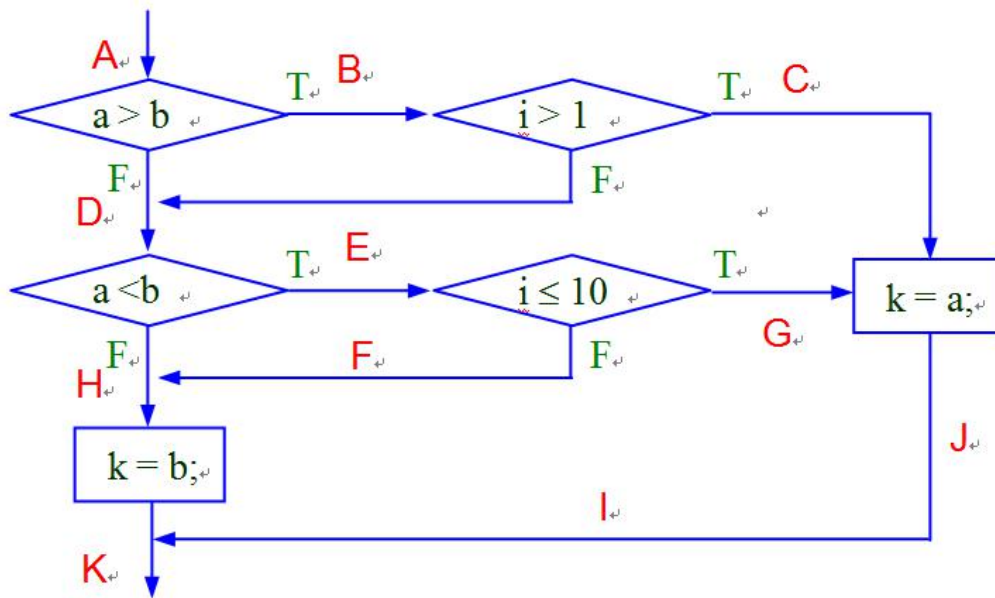 A↵
T↵ B↵ T↵ C↵
a > b ↵ i > 1 ↵
F↵ F↵
D↵ ↵
T↵ E↵ T↵
a <b ↵ i ≤ 10 ↵ k = a;↵
F↵ F↵ F↵ G↵
H↵
J↵
k = b;↵
I↵
K↵